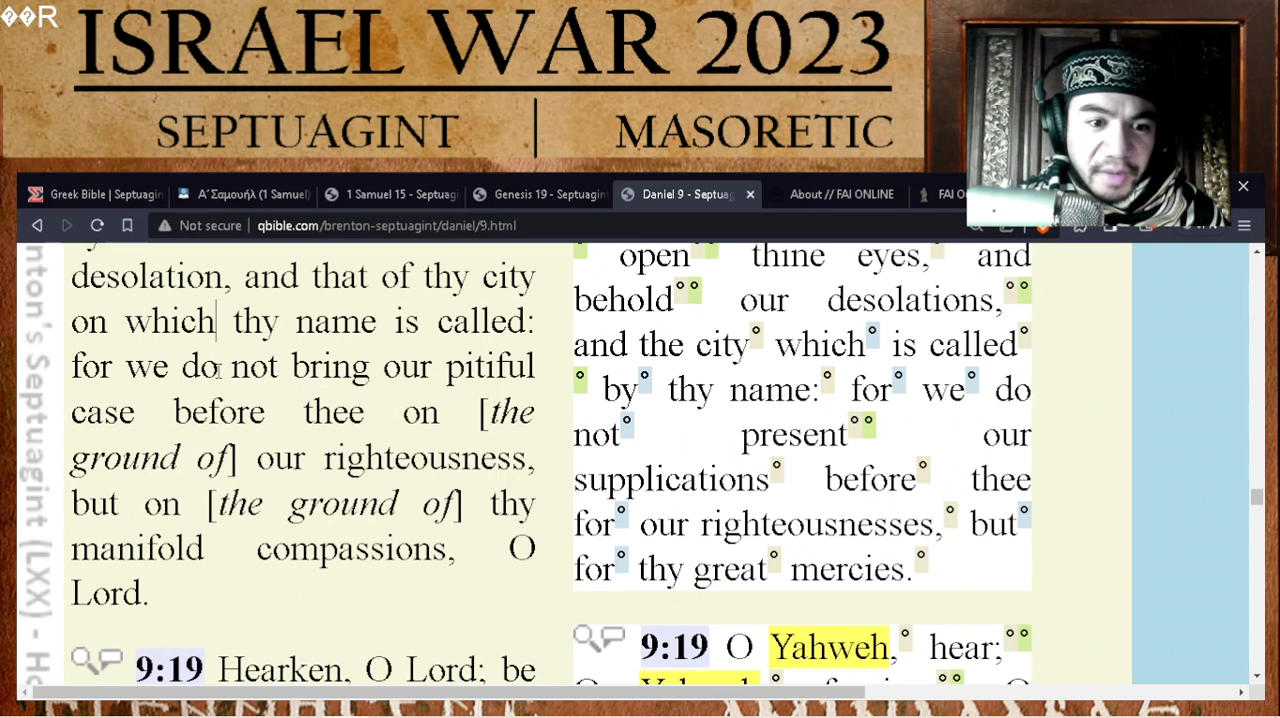 ��R
ISRAEL WAR 2023
SEPTUAGINT | MASORETIC
Greek Bible | Septuagin
Α΄Σαμουήλ (1 Samuel)
1 Samuel 15 - Septuag
Genesis 19 - Septuagin
Daniel 9 - Septua
About // FAI ONLINE
FAI O
Not secure | qbible.com/brenton-septuagint/daniel/9.html
nton's Septuagint (LXX) - H
desolation, and that of thy city
on which thy name is called:
for we do not bring our pitiful
case before thee on [the
ground of] our righteousness,
but on [the ground of] thy
manifold compassions, O
Lord.
9:19 Hearken, O Lord; be
open°° thine eyes,° and
behold°° our desolations,°°
and the city° which° is called°
° by° thy name:° for° we° do
not° present°° our
supplications° before° thee
for° our righteousnesses,° but°
for° thy great° mercies.°
9:19 O Yahweh,° hear;°°